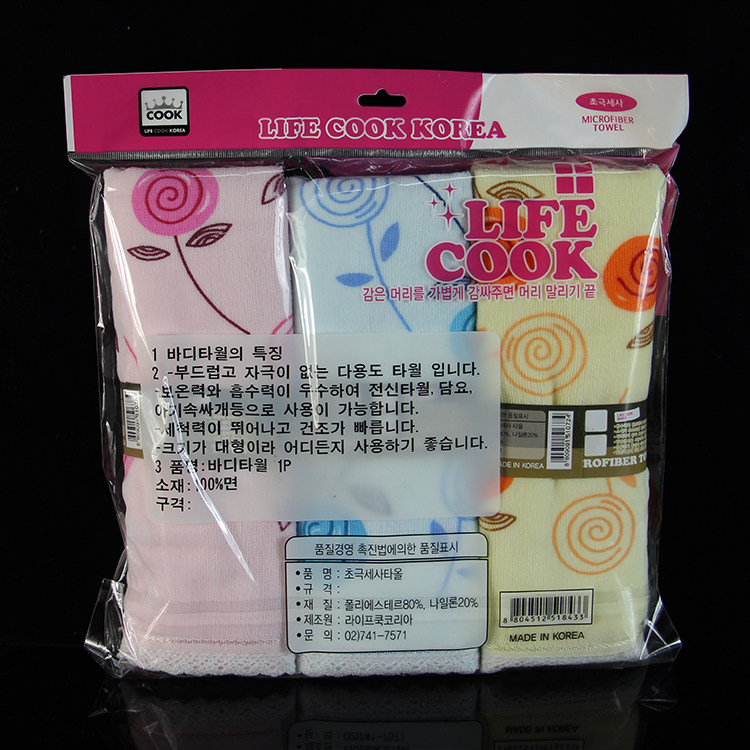 COOK
LIFE COOK KOREA
LIFE COOK KOREA
초극세사
MICROFIBER
TOWEL
LIFE
COOK
감은 머리를 가볍게 감싸주면 머리 말리기 끝
1 바디타월의 특징
2 -부드럽고 자극이 없는 다용도 타월 입니다.
-보온력와 흡수력이 우수하여 전신타월, 담요,
아기속싸개등으로 사용이 가능합니다.
-세척력이 뛰어나고 건조가 빠릅니다.
-크기가 대형이라 어디든지 사용하기 좋습니다.
3 품명:바디타월 1P
소재:100%면
구격:
MADE IN KOREA
ROFIBER TO
품질경영 촉진법에의한 품질표시
• 품 명 : 초극세사타올
• 규 격 :
• 재 질 : 폴리에스테르80%, 나일론20%
• 제조원 : 라이프쿡코리아
• 문 의 : 02)741-7571
8 804512 518433
MADE IN KOREA